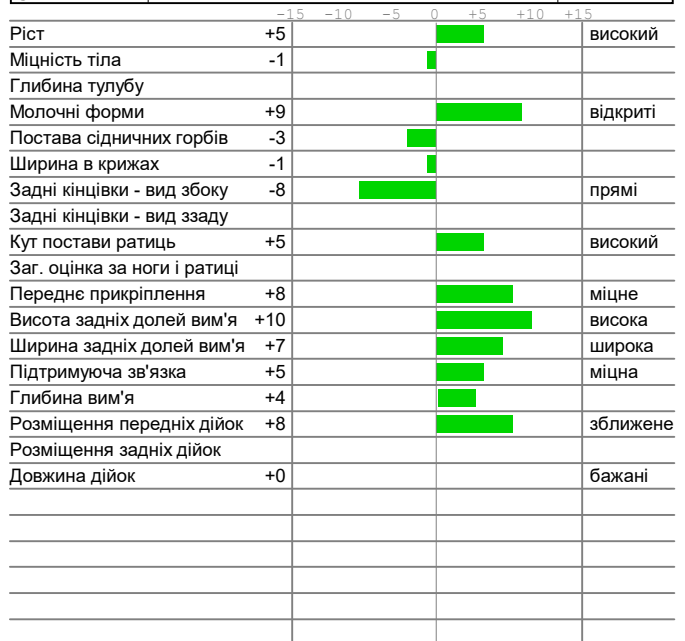 -15 -10 -5 0 +5 +10 +15
Ріст +5 високий
Міцність тіла -1
Глибина тулубу
Молочні форми +9 відкриті
Постава сідничних горбів -3
Ширина в крижах -1
Задні кінцівки - вид збоку -8 прямі
Задні кінцівки - вид ззаду
Кут постави ратиць +5 високий
Заг. оцінка за ноги і ратиці
Переднє прикріплення +8 міцне
Висота задніх долей вим'я +10 висока
Ширина задніх долей вим'я +7 широка
Підтримуюча зв'язка +5 міцна
Глибина вим'я +4
Розміщення передніх дійок +8 зближене
Розміщення задніх дійок
Довжина дійок +0 бажані